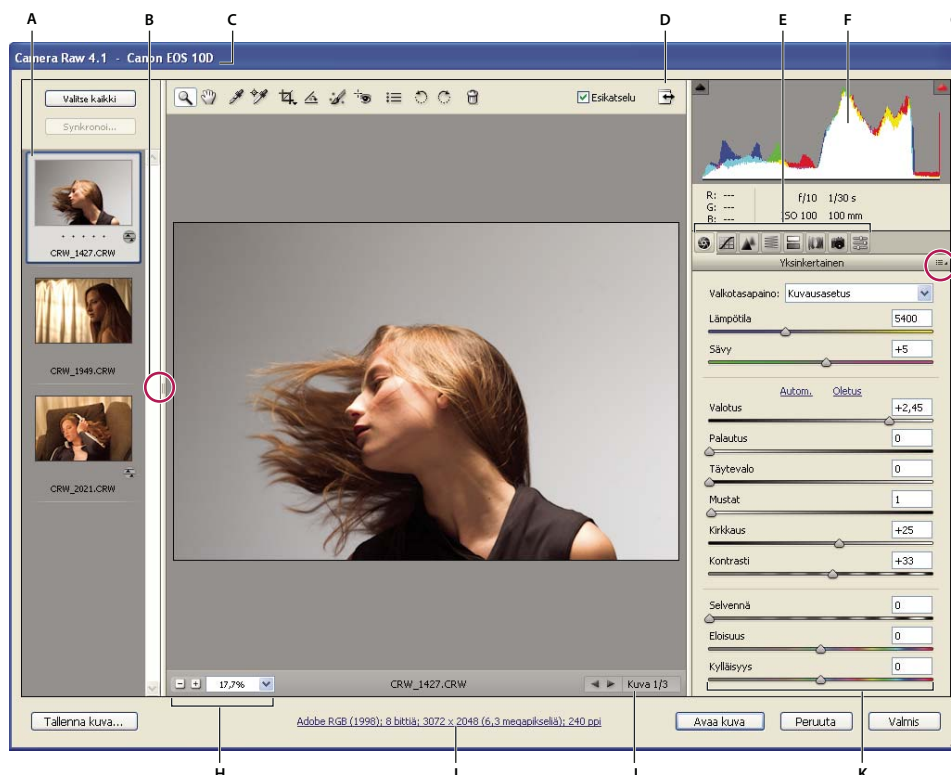 A B C D E F
Camera Raw 4.1 - Canon EOS 10D
Valitse kaikki
Synkronoi...
CRW_1427.CRW
CRW_1949.CRW
CRW_2021.CRW
Esikatselu
R: ---
G: ---
B: ---
f/10 1/30 s
ISO 100 100 mm
Yksinkertainen
Valkotasapaino: Kuvausasetus
Lämpötila 5400
Sävy +5
Autom. Oletus
Valotus +2,45
Palautus 0
Täytevalo 0
Mustat 1
Kirkkaus +25
Kontrasti +33
Selvennä 0
Eloisuus 0
Kylläisyys 0
17,7% CRW_1427.CRW Kuva 1/3
Tallenna kuva... Adobe RGB (1998); 8 bittiä; 3072 x 2048 (6,3 megapikseliä); 240 ppi Avaa kuva Peruuta Valmis
H I J K